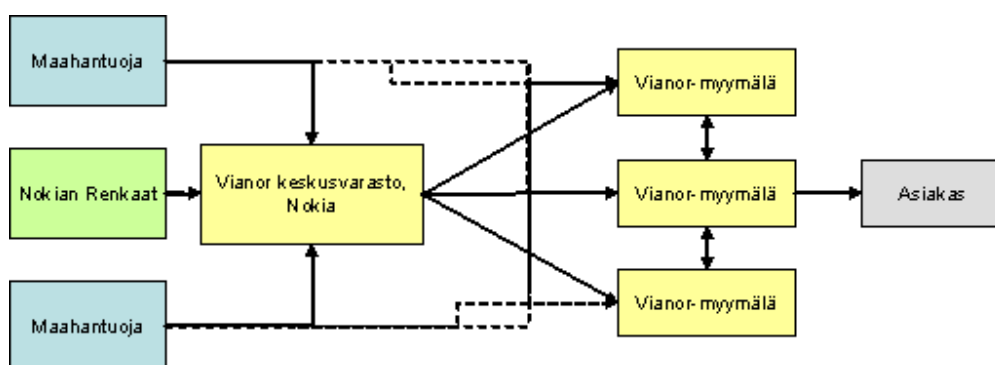 Maahantuoja
Nokian Renkaat
Maahantuoja
Vianor keskusvarasto,
Nokia
Vianor-myymälä
Vianor-myymälä
Vianor-myymälä
Asiakas